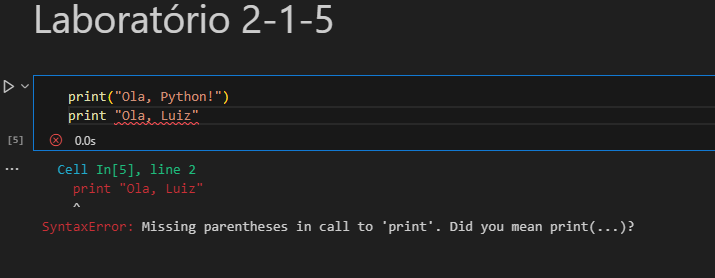 Laboratório 2-1-5
print("Ola, Python!")
print "Ola, Luiz"
[5]
0.0s
...
Cell In[5], line 2
print "Ola, Luiz"
^
SyntaxError: Missing parentheses in call to 'print'. Did you mean print(...)?